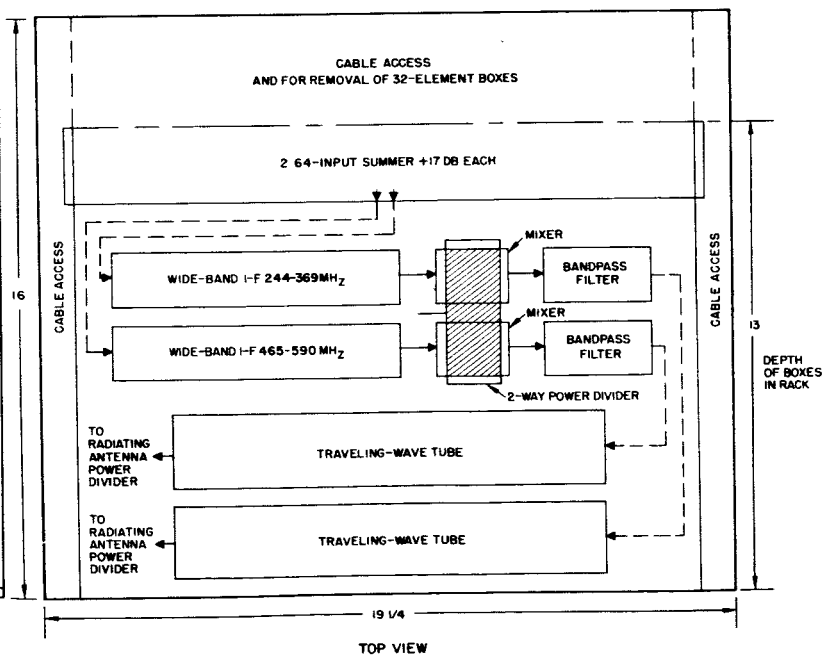 CABLE ACCESS
AND FOR REMOVAL OF 32-ELEMENT BOXES
2 64-INPUT SUMMER +17 DB EACH
CABLE ACCESS
CABLE ACCESS
16
13
DEPTH
OF BOXES
IN RACK
MIXER
WIDE-BAND I-F 244-369 MHz
BANDPASS
FILTER
MIXER
WIDE-BAND I-F 465-590 MHz
BANDPASS
FILTER
2-WAY POWER DIVIDER
TO
RADIATING
ANTENNA
POWER
DIVIDER
TRAVELING-WAVE TUBE
TO
RADIATING
ANTENNA
POWER
DIVIDER
TRAVELING-WAVE TUBE
19 1/4
TOP VIEW